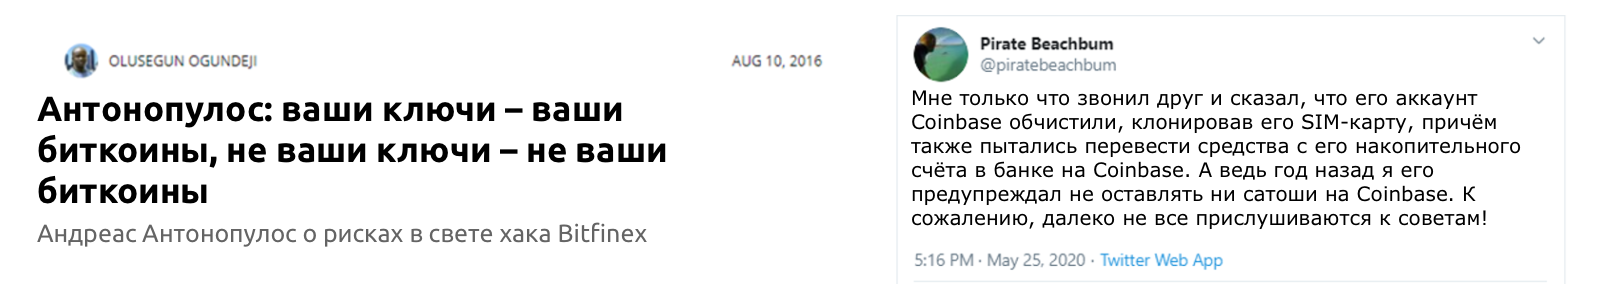 OLUSEGUN OGUNDEJI
AUG 10, 2016
Антонопулос: ваши ключи – ваши
биткоины, не ваши ключи – не ваши
биткоины
Андреас Антонопулос о рисках в свете хака Bitfinex
Pirate Beachbum
@piratebeachbum
Мне только что звонил друг и сказал, что его аккаунт
Coinbase обчистили, клонировав его SIM-карту, причём
также пытались перевести средства с его накопительного
счёта в банке на Coinbase. А ведь год назад я его
предупреждал не оставлять ни сатоши на Coinbase. К
сожалению, далеко не все прислушиваются к советам!
5:16 PM · May 25, 2020 · Twitter Web App